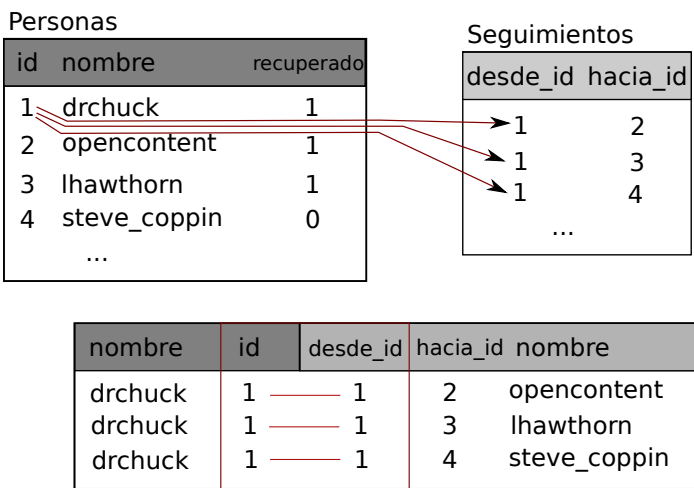 Personas
id nombre recuperado
1 drchuck 1
2 opencontent 1
3 lhawthorn 1
4 steve_coppin 0
...
Seguimientos
desde_id hacia_id
1 2
1 3
1 4
...
nombre id desde_id hacia_id nombre
drchuck 1 1 2 opencontent
drchuck 1 1 3 lhawthorn
drchuck 1 1 4 steve_coppin